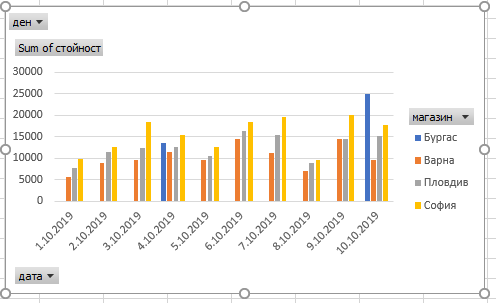 ден
Sum of стойност
30000
25000
20000
15000
10000
5000
0
1.10.2019
2.10.2019
3.10.2019
4.10.2019
5.10.2019
6.10.2019
7.10.2019
8.10.2019
9.10.2019
10.10.2019
магазин
Бургас
Варна
Пловдив
София
дата